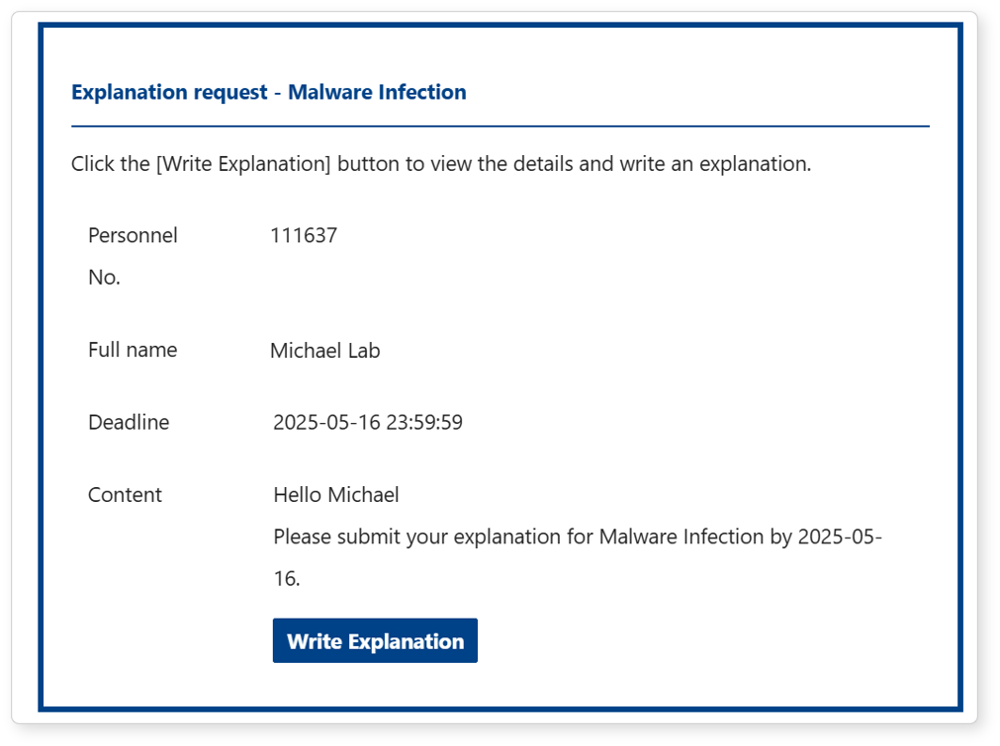 Explanation request - Malware Infection
Click the [Write Explanation] button to view the details and write an explanation.
Personnel No.
111637
Full name
Michael Lab
Deadline
2025-05-16 23:59:59
Content
Hello Michael
Please submit your explanation for Malware Infection by 2025-05-
16.
Write Explanation